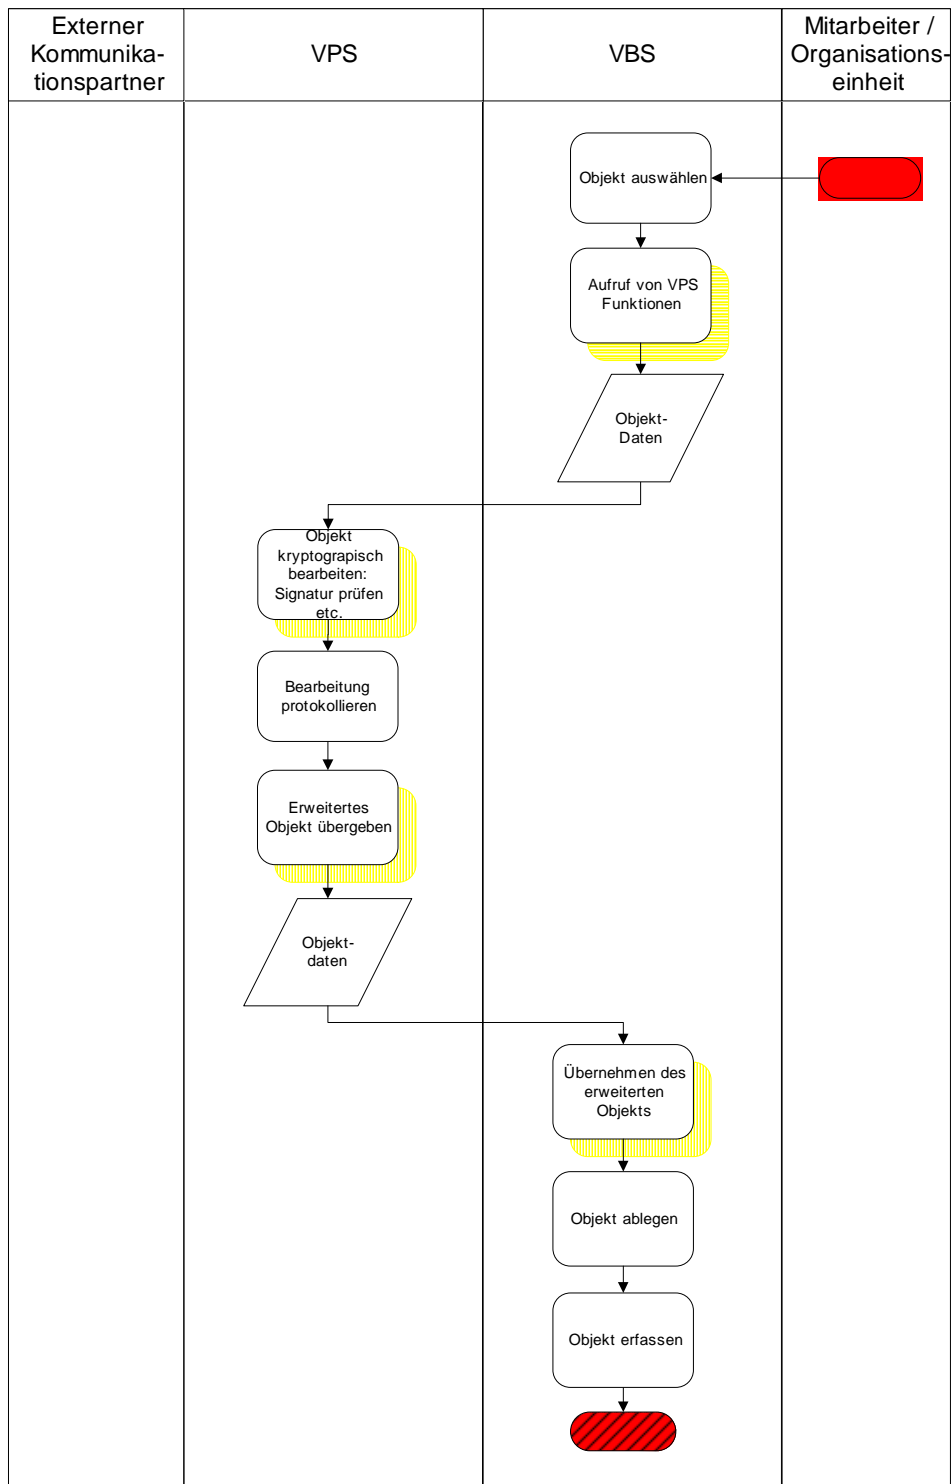 Externer
Kommunika-
tionspartner
VPS
VBS
Mitarbeiter /
Organisations-
einheit
Objekt auswählen
Aufruf von VPS
Funktionen
Objekt-
Daten
Objekt
kryptograpisch
bearbeiten:
Signatur prüfen
etc.
Bearbeitung
protokollieren
Erweitertes
Objekt übergeben
Objekt-
daten
Übernehmen des
erweiterten
Objekts
Objekt ablegen
Objekt erfassen